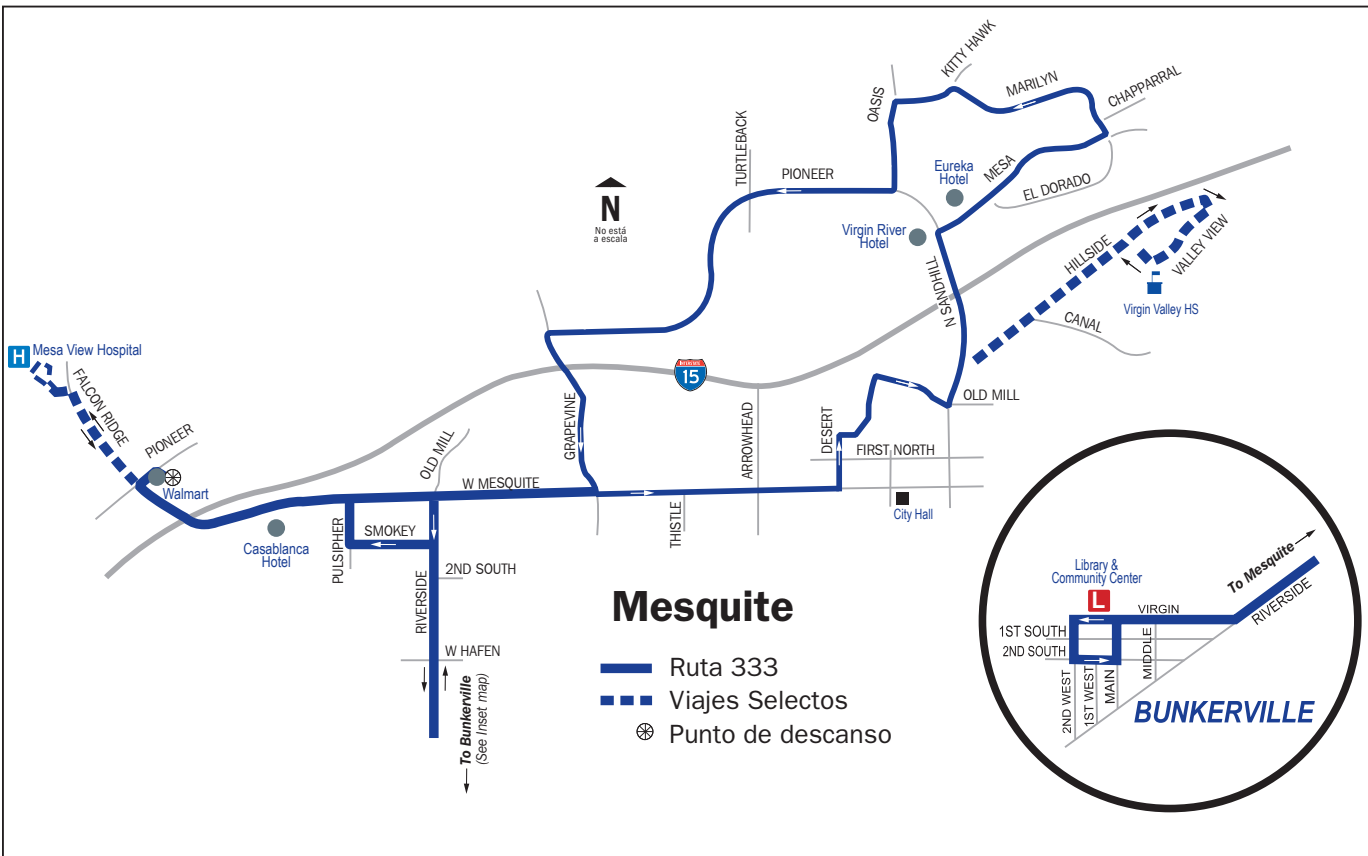 KITTY HAWK
MARILYN
OASIS
CHAPPARRAL
TURTLEBACK
PIONEER
Eureka
Hotel
MESA
EL DORADO
N
No está
a escala
Virgin River
Hotel
N SANDHILL
HILLSIDE
VALLEY VIEW
Virgin Valley HS
CANAL
H
Mesa View Hospital
FALCON RIDGE
INTERSTATE
15
PIONEER
Walmart
OLD MILL
GRAPEVINE
ARROWHEAD
DESERT
OLD MILL
FIRST NORTH
W MESQUITE
City Hall
Casablanca
Hotel
PULSIPHER
SMOKEY
THISTLE
2ND SOUTH
RIVERSIDE
W HAFEN
To Bunkerville
(See Inset map)
Mesquite
Ruta 333
Viajes Selectos
Punto de descanso
Library &
Community Center
L
To Mesquite
RIVERSIDE
VIRGIN
1ST SOUTH
2ND SOUTH
MIDDLE
MAIN
1ST WEST
2ND WEST
BUNKERVILLE